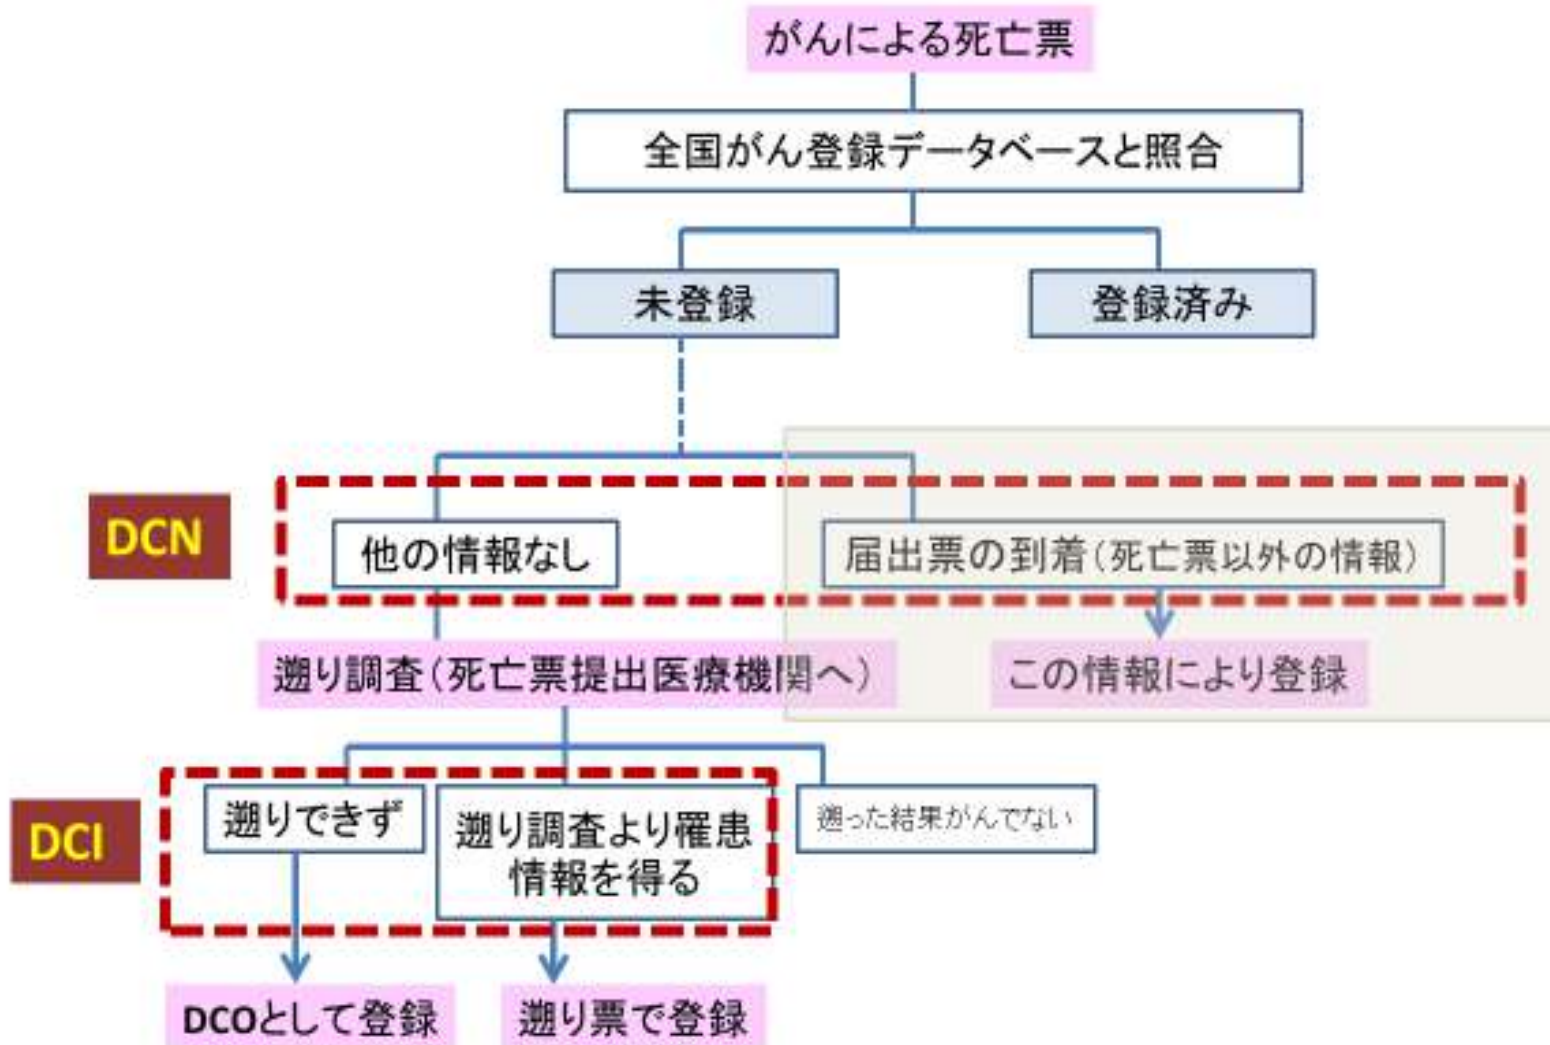 がんによる死亡票
全国がん登録データベースと照合
未登録
登録済み
DCN
他の情報なし
届出票の到着(死亡票以外の情報)
遡り調査(死亡票提出医療機関へ)
この情報により登録
DCI
遡りできず
遡り調査より罹患
情報を得る
遡った結果がんでない
DCOとして登録
遡り票で登録